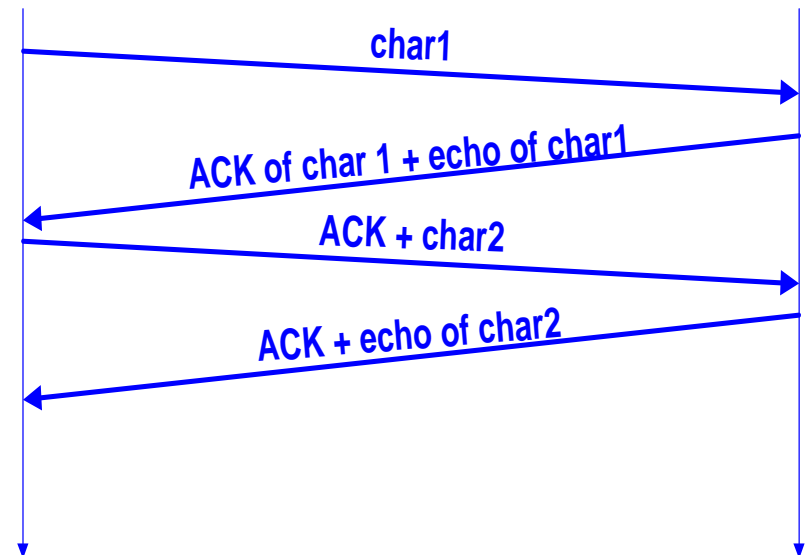 char1
ACK of char 1 + echo of char1
ACK + char2
ACK + echo of char2